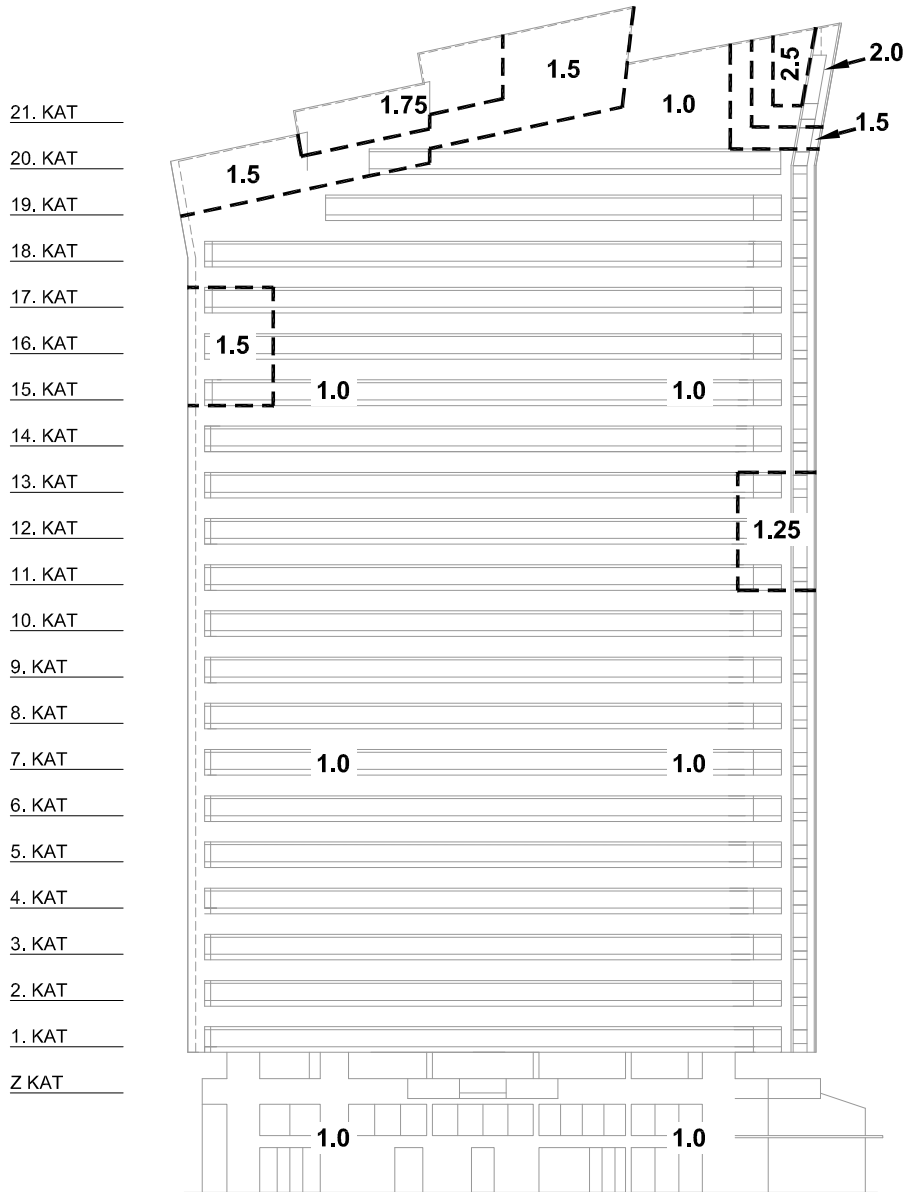 2.5
2.0
1.5
1.75
1.0
21. KAT
1.5
20. KAT
1.5
19. KAT
18. KAT
17. KAT
16. KAT
1.5
15. KAT
1.0
1.0
14. KAT
13. KAT
12. KAT
1.25
11. KAT
10. KAT
9. KAT
8. KAT
7. KAT
1.0
1.0
6. KAT
5. KAT
4. KAT
3. KAT
2. KAT
1. KAT
Z KAT
1.0
1.0